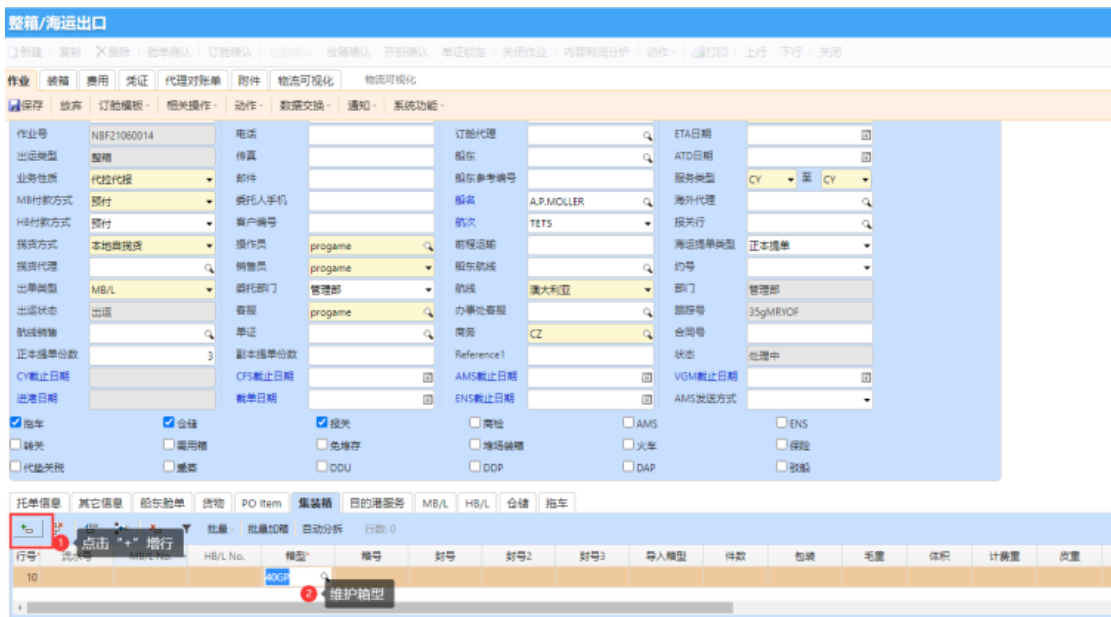 整箱/海运出口
新建 复制 删除 舱单确认 订舱确认 放箱确认 开船确认 单证锁定 关闭作业 内部利润分析 动作 打印 上行 下行 关闭
作业 装箱 费用 凭证 代理对账单 附件 物流可视化 物流可视化
保存 放弃 订舱模板 相关操作 动作 数据交换 通知 系统功能
作业号 NBF21060014 电话 订舱代理 ETA日期
出运类型 整箱 传真 船东 ATD日期
业务性质 代拉代报 邮件 船东参考编号 服务类型 CY 至 CY
MB付款方式 预付 委托人手机 船名 A.P.MOLLER 海外代理
HB付款方式 预付 客户编号 航次 TETS 报关行
揽货方式 本地自揽货 操作员 progame 前程运输 海运提单类型 正本提单
揽货代理 销售员 progame 船东航线 约号
出单类型 MB/L 委托部门 管理部 航线 澳大利亚 部门 管理部
出运状态 出运 客服 progame 办事处客服 跟踪号 35gMRYOF
航线销售 单证 商务 CZ 合同号
正本提单份数 3 副本提单份数 Reference1 状态 处理中
CY截止日期 CFS截止日期 AMS截止日期 VGM截止日期
进港日期 截单日期 ENS截止日期 AMS发送方式
拖车 仓储 报关 商检 AMS ENS
转关 需用箱 免堆存 堆场装箱 火车 保险
代垫关税 重柜 DDU DDP DAP 驳船
托单信息 其它信息 船东舱单 货物 PO Item 集装箱 目的港服务 MB/L HB/L 仓储 拖车
批量 批量加箱 自动分拆 行数: 0
1 点击“+”增行
行号* 流水号 MB/L No. HB/L No. 箱型* 箱号 封号 封号2 封号3 导入箱型 件数 包装 毛重 体积 计费重 皮重
10 40GP
2 维护箱型